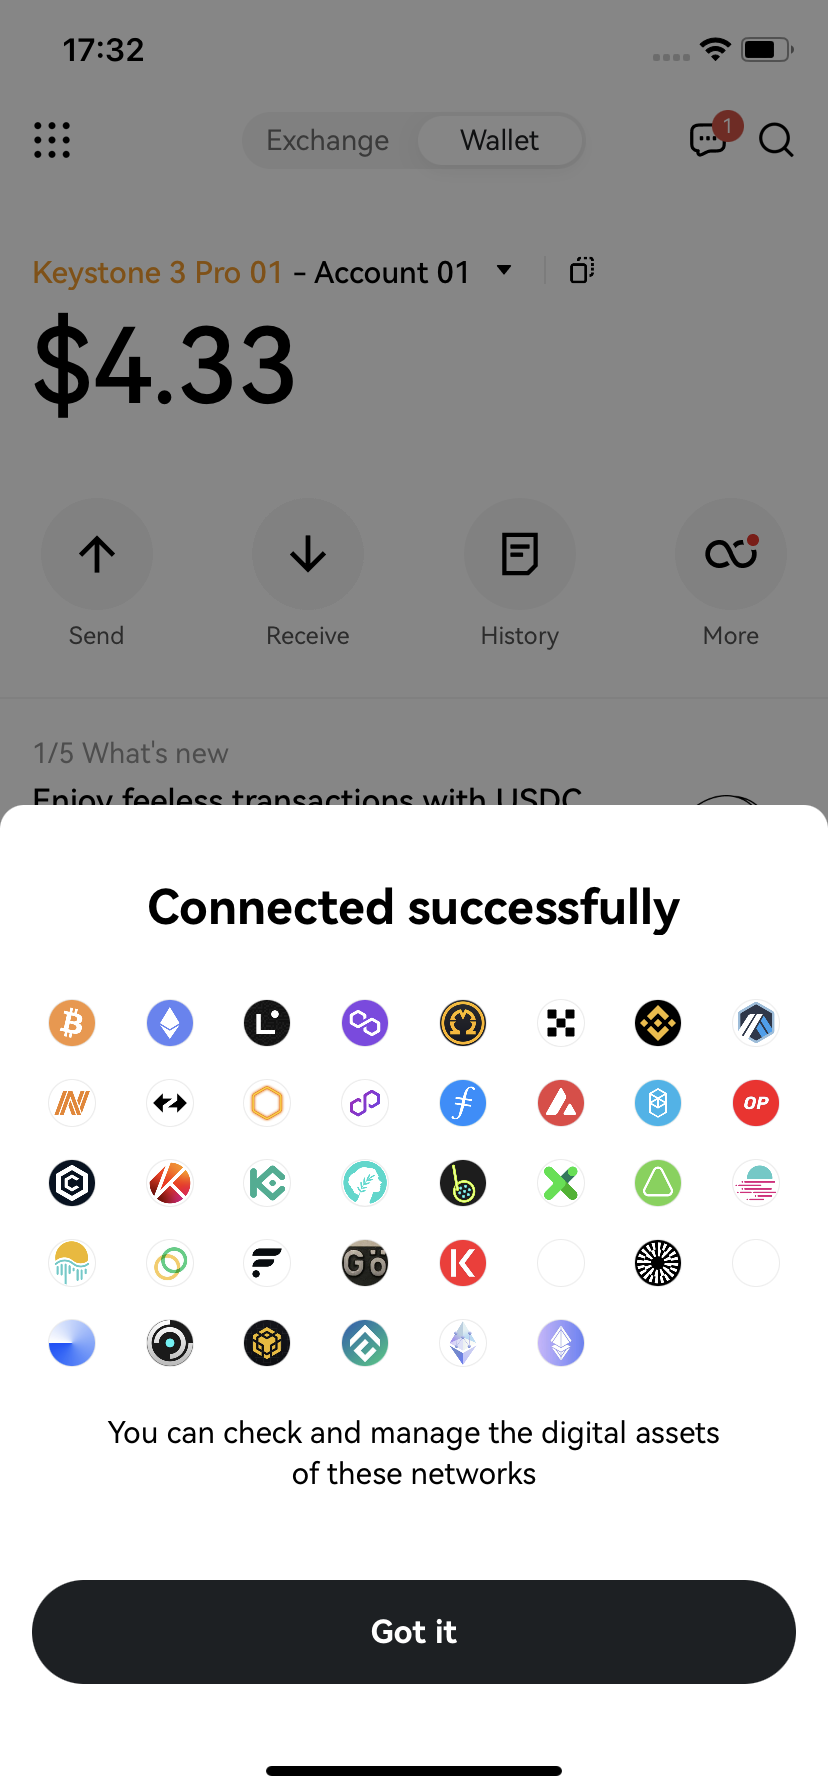 17:32
Exchange
Wallet
1
Keystone 3 Pro 01 - Account 01
$4.33
Send
Receive
History
More
1/5 What's new
Enjoy feeless transactions with USDC
Connected successfully
OP
Gö
You can check and manage the digital assets
of these networks
Got it